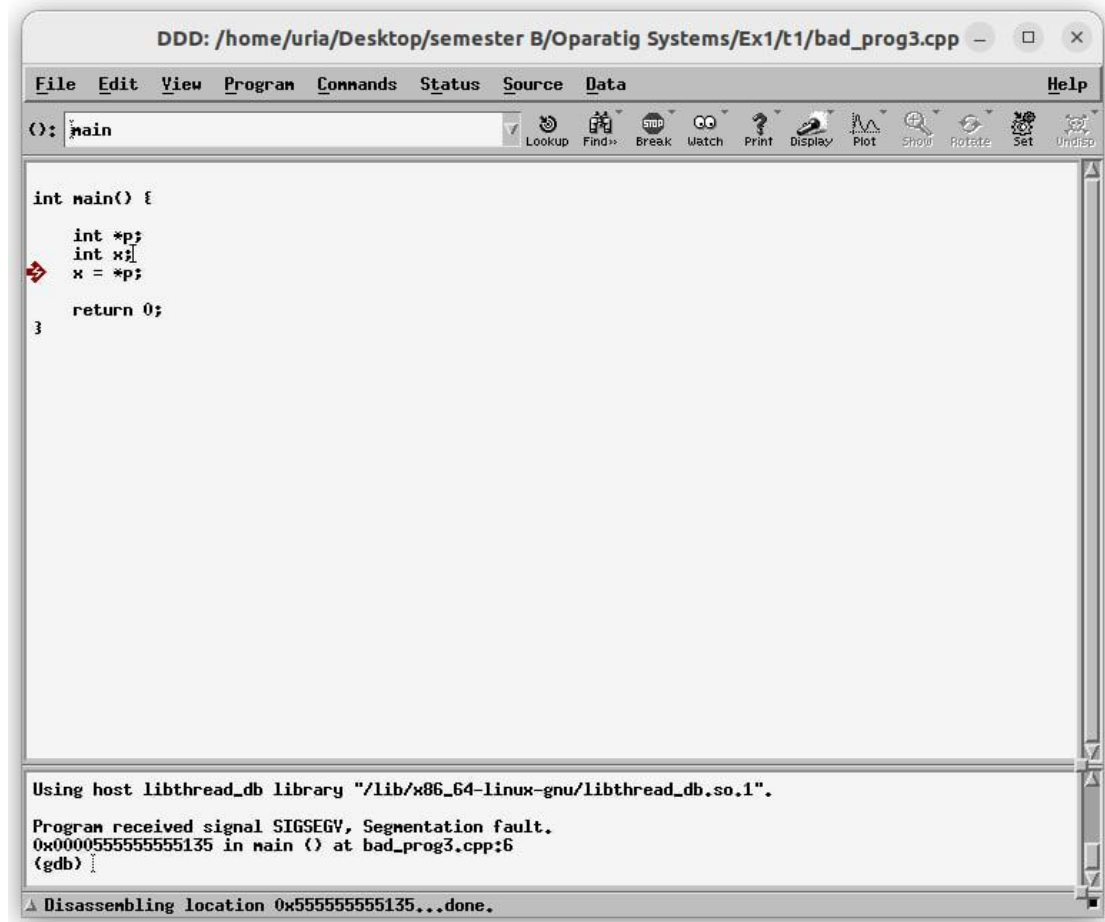 DDD: /home/uria/Desktop/semester B/Oparatig Systems/Ex1/t1/bad_prog3.cpp
File Edit View Program Commands Status Source Data Help
(): main Lookup Find» Break Watch Print Display Plot Show Rotate Set Undisp
STOP
int main() {
int *p;
int x;
x = *p;
return 0;
}
Using host libthread_db library "/lib/x86_64-linux-gnu/libthread_db.so.1".
Program received signal SIGSEGV, Segmentation fault.
0x0000555555555135 in main () at bad_prog3.cpp:6
(gdb)
Disassembling location 0x555555555135...done.